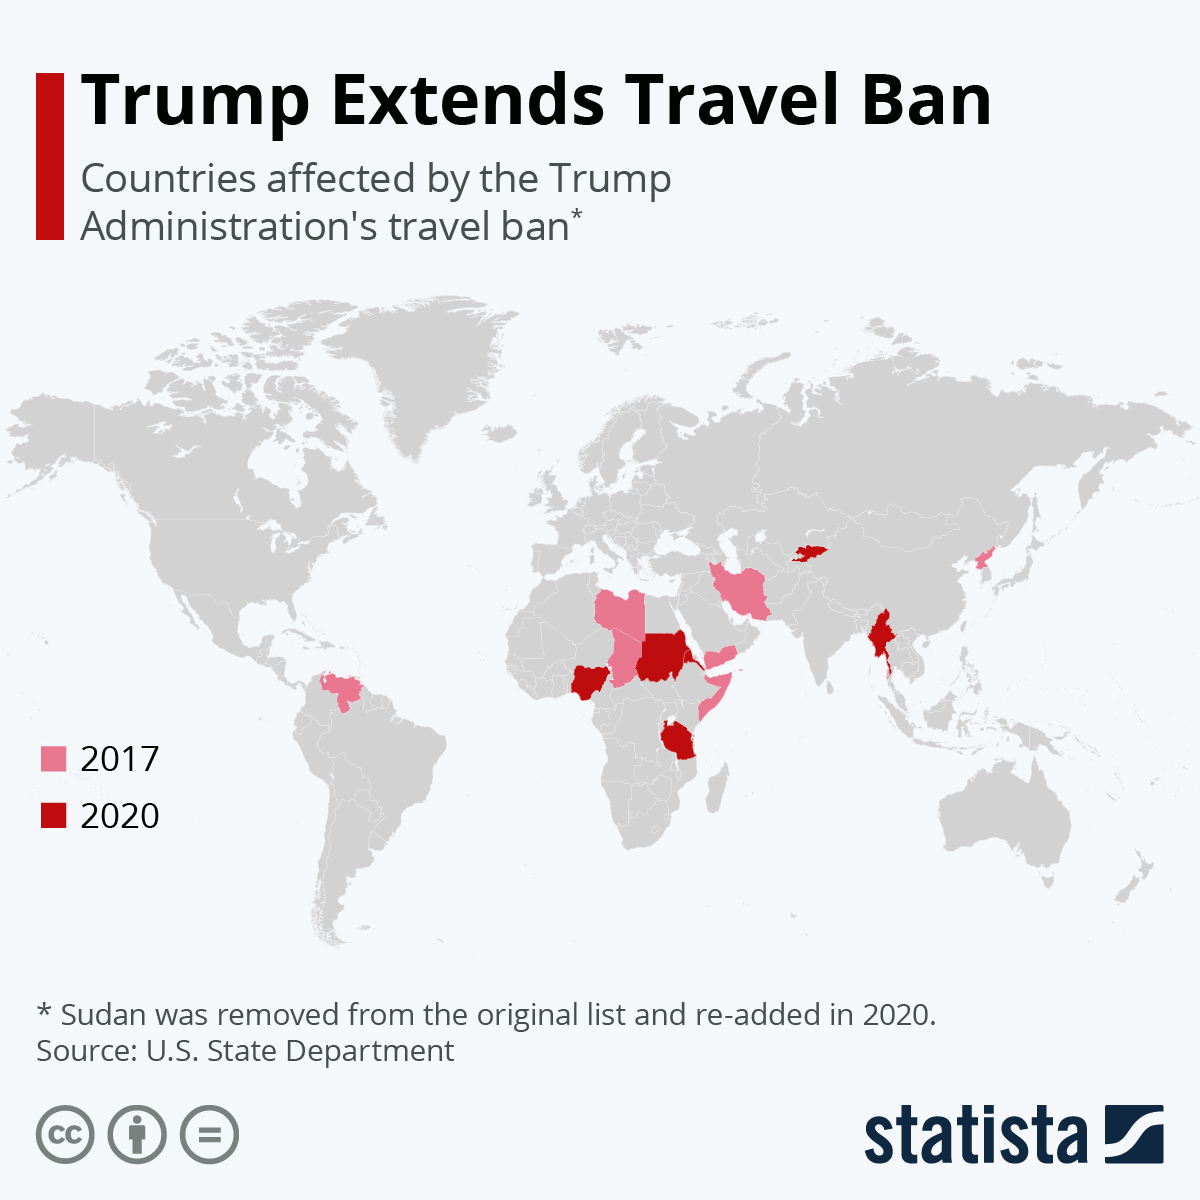 Trump Extends Travel Ban
Countries affected by the Trump
Administration's travel ban*
2017
2020
* Sudan was removed from the original list and re-added in 2020.
Source: U.S. State Department
cc
=
statista